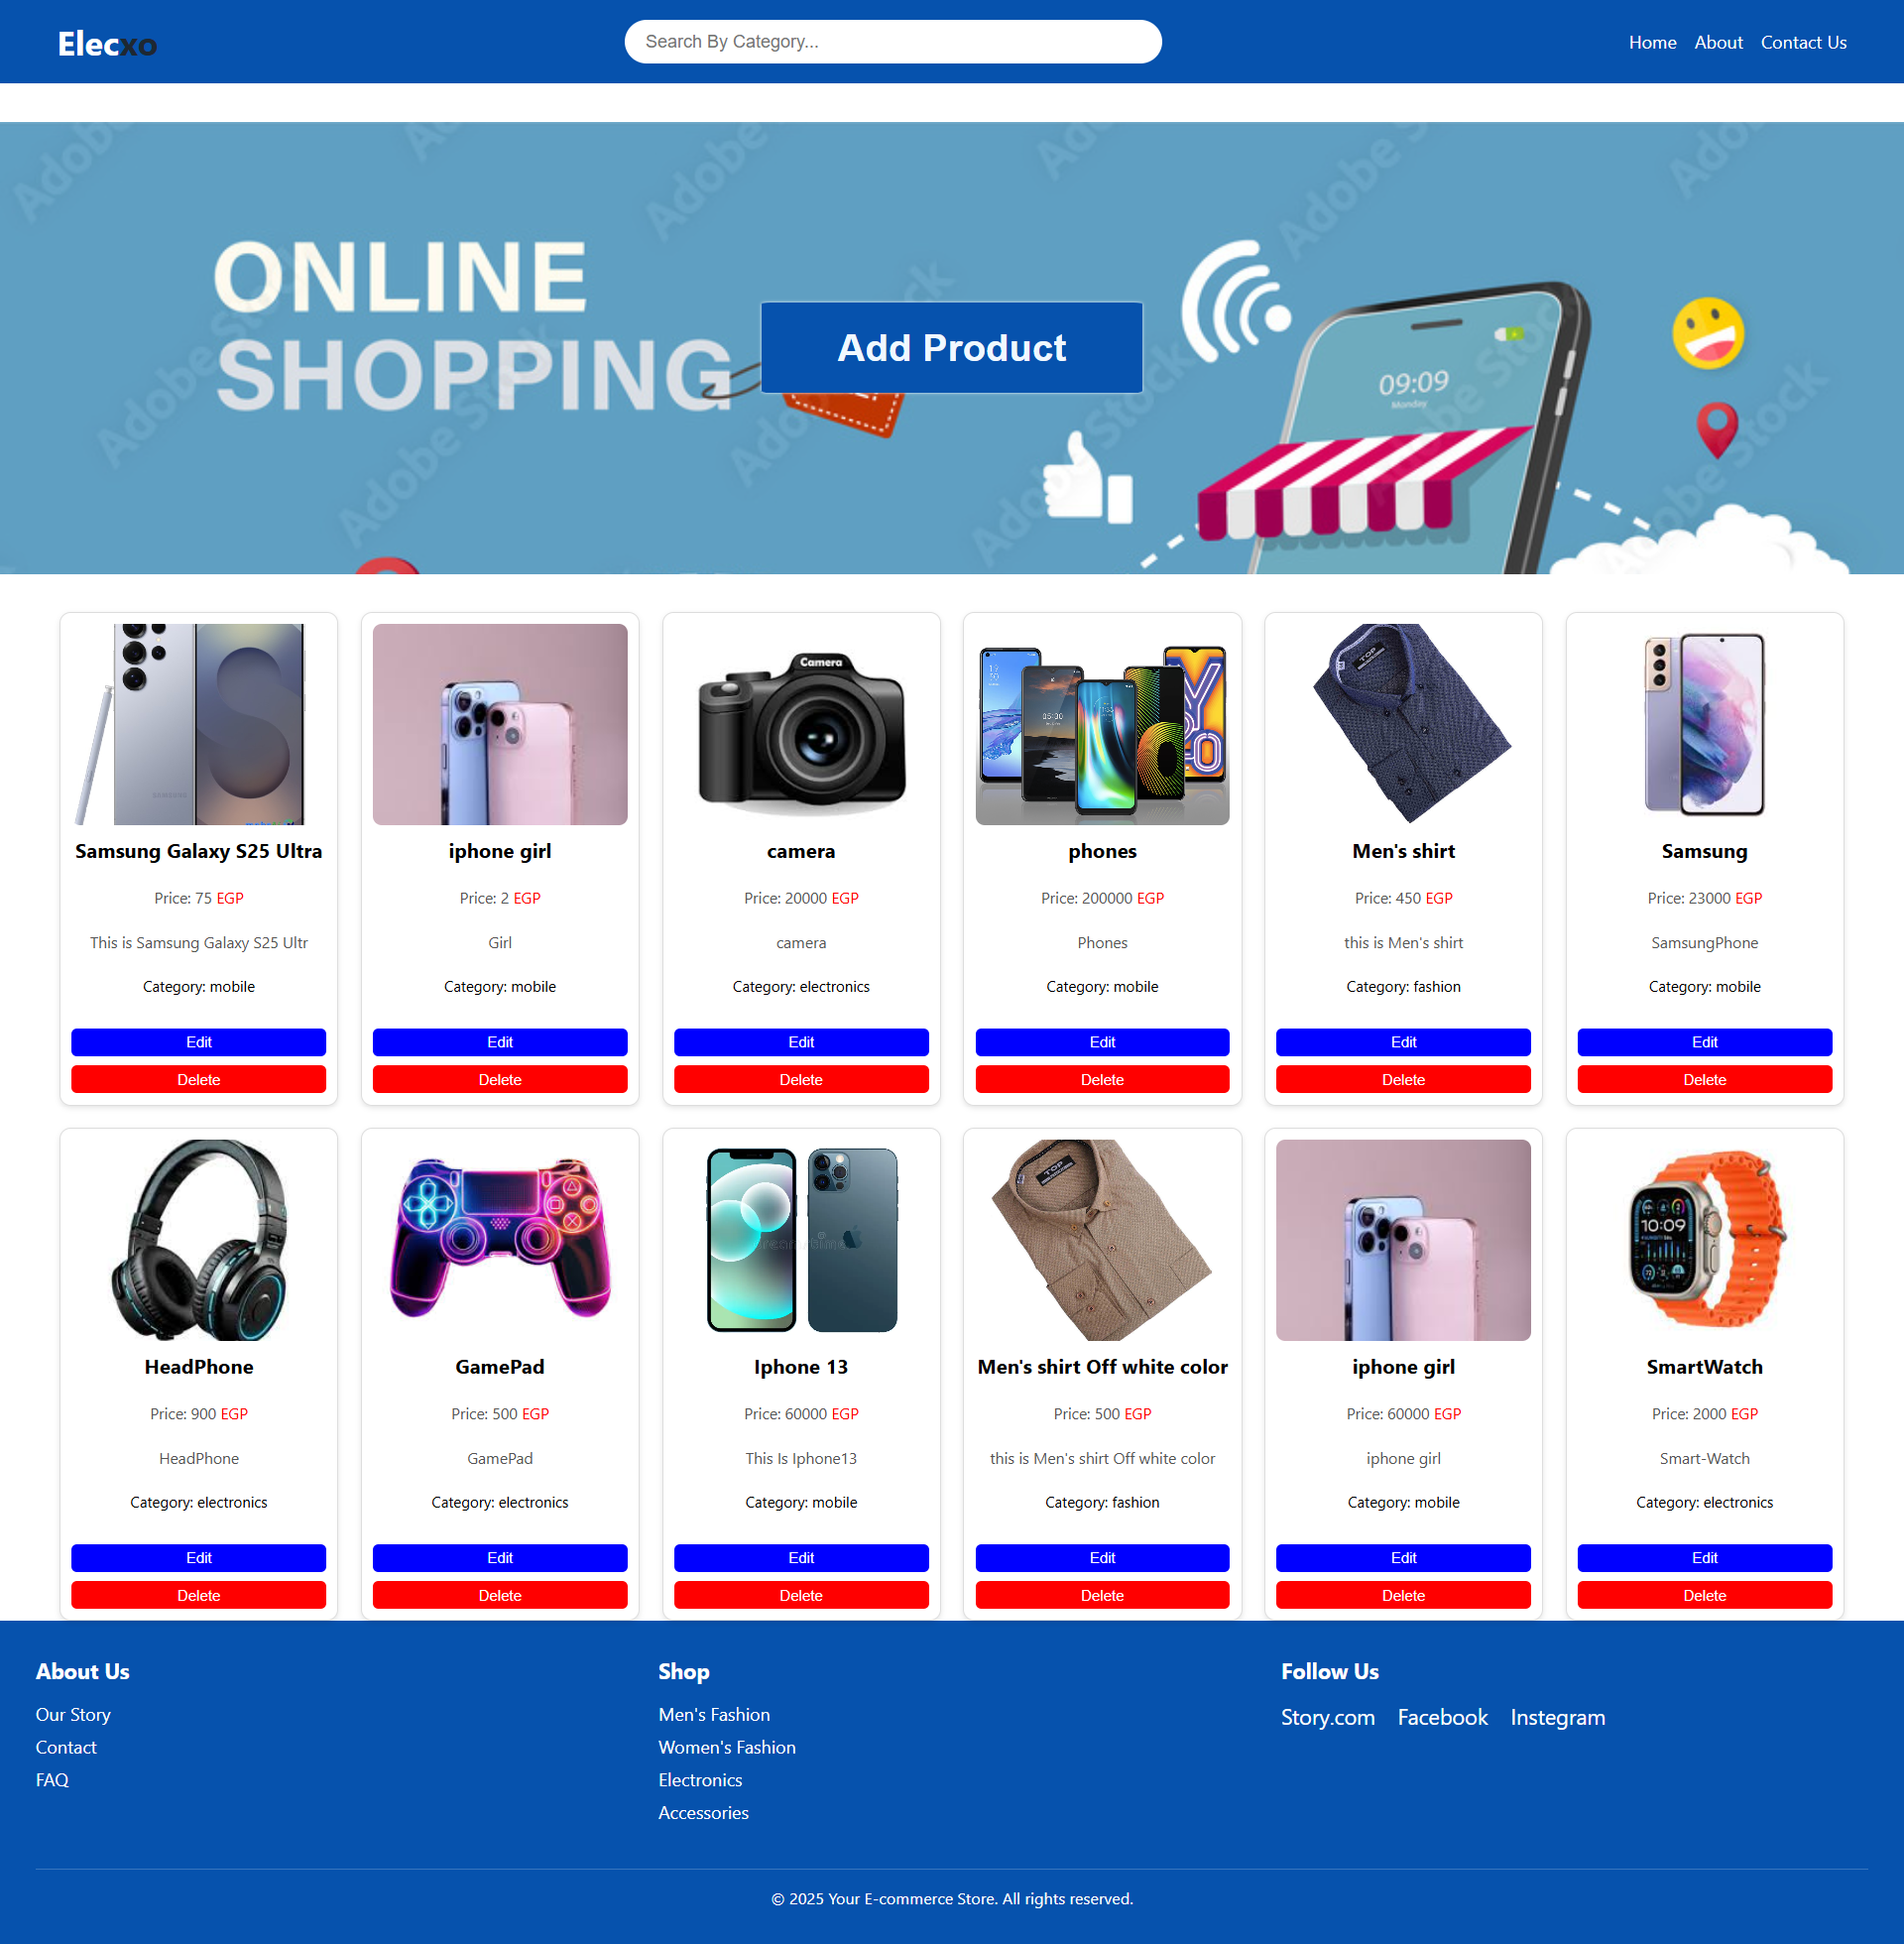 Elecxo
Search By Category...
Home About Contact Us
Adobe Stock
ONLINE
SHOPPING
Add Product
09:09
Monday
Camera
Samsung Galaxy S25 Ultra
Price: 75 EGP
This is Samsung Galaxy S25 Ultr
Category: mobile
Edit
Delete
iphone girl
Price: 2 EGP
Girl
Category: mobile
Edit
Delete
camera
Price: 20000 EGP
camera
Category: electronics
Edit
Delete
phones
Price: 200000 EGP
Phones
Category: mobile
Edit
Delete
TOP
Men's shirt
Price: 450 EGP
this is Men's shirt
Category: fashion
Edit
Delete
Samsung
Price: 23000 EGP
SamsungPhone
Category: mobile
Edit
Delete
HeadPhone
Price: 900 EGP
HeadPhone
Category: electronics
Edit
Delete
GamePad
Price: 500 EGP
GamePad
Category: electronics
Edit
Delete
Iphone 13
Price: 60000 EGP
This Is Iphone13
Category: mobile
Edit
Delete
TOP
Men's shirt Off white color
Price: 500 EGP
this is Men's shirt Off white color
Category: fashion
Edit
Delete
iphone girl
Price: 60000 EGP
iphone girl
Category: mobile
Edit
Delete
10:09
SmartWatch
Price: 2000 EGP
Smart-Watch
Category: electronics
Edit
Delete
About Us
Our Story
Contact
FAQ
Shop
Men's Fashion
Women's Fashion
Electronics
Accessories
Follow Us
Story.com Facebook Instegram
© 2025 Your E-commerce Store. All rights reserved.